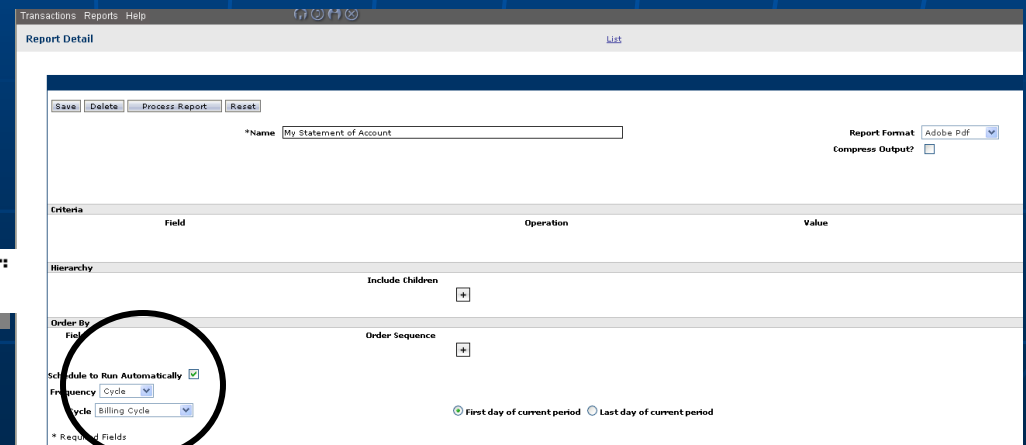 Transactions Reports Help
Report Detail List
Save Delete Process Report Reset
*Name My Statement of Account Report Format Adobe Pdf
Compress Output?
Criteria
Field Operation Value
Hierarchy
Include Children
+
Order By
Field Order Sequence
+
Schedule to Run Automatically
Frequency Cycle
Cycle Billing Cycle First day of current period Last day of current period
* Required Fields